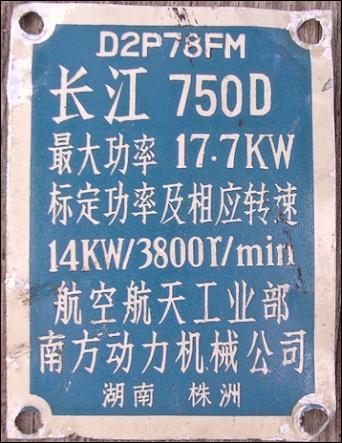 D2P78FM
长江 750D
最大功率 17.7KW
标定功率及相应转速
14KW/3800r/min
航空航天工业部
南方动力机械公司
湖南 株洲